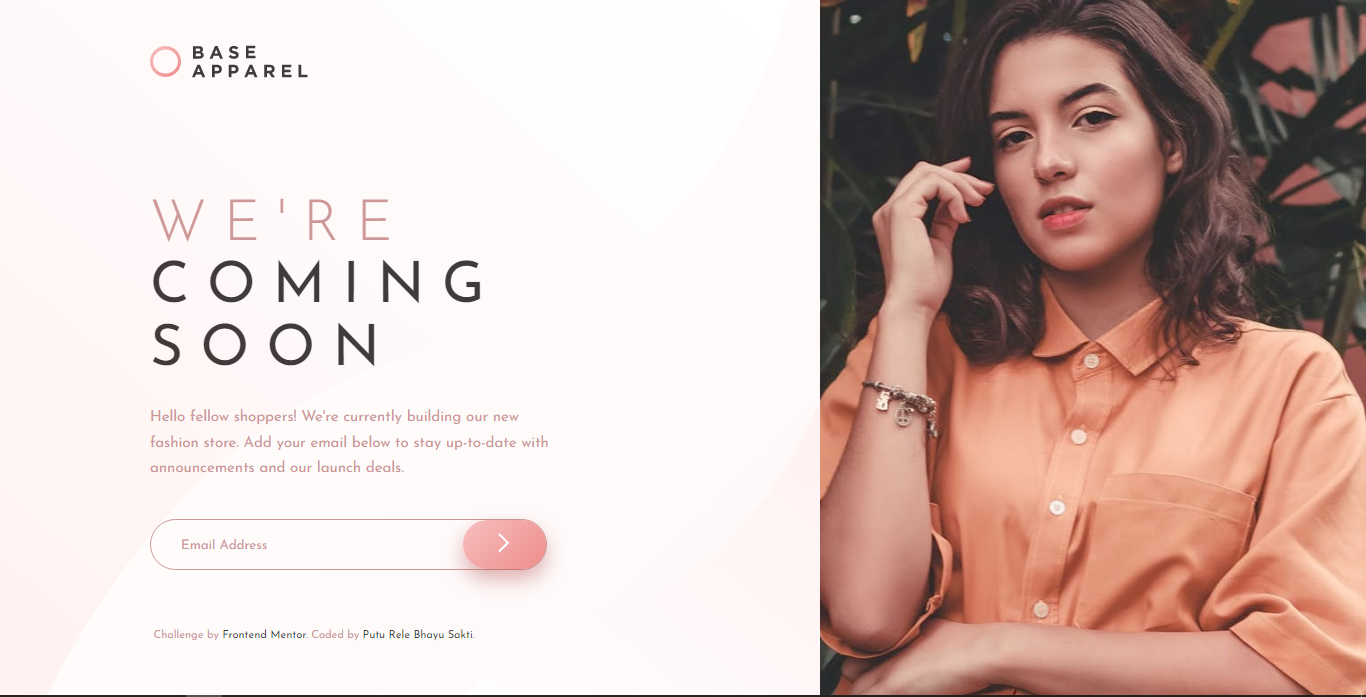 BASE
APPAREL
WE'RE
COMING
SOON
Hello fellow shoppers! We're currently building our new
fashion store. Add your email below to stay up-to-date with
announcements and our launch deals.
Email Address
Challenge by Frontend Mentor. Coded by Putu Rele Bhayu Sakti.